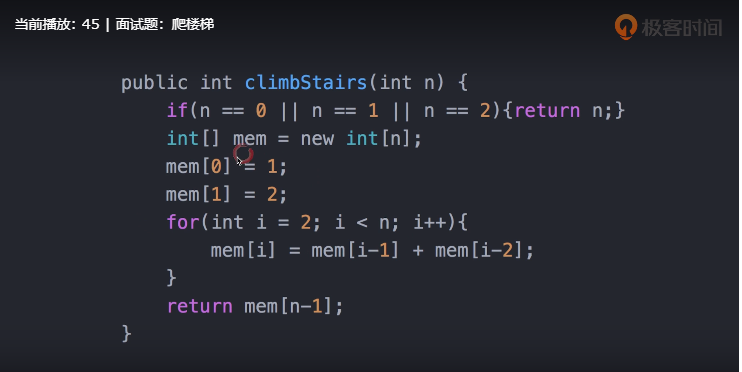 当前播放: 45 | 面试题：爬楼梯
极客时间
public int climbStairs(int n) {
    if(n == 0 || n == 1 || n == 2){return n;}
    int[] mem = new int[n];
    mem[0] = 1;
    mem[1] = 2;
    for(int i = 2; i < n; i++){
        mem[i] = mem[i-1] + mem[i-2];
    }
    return mem[n-1];
}